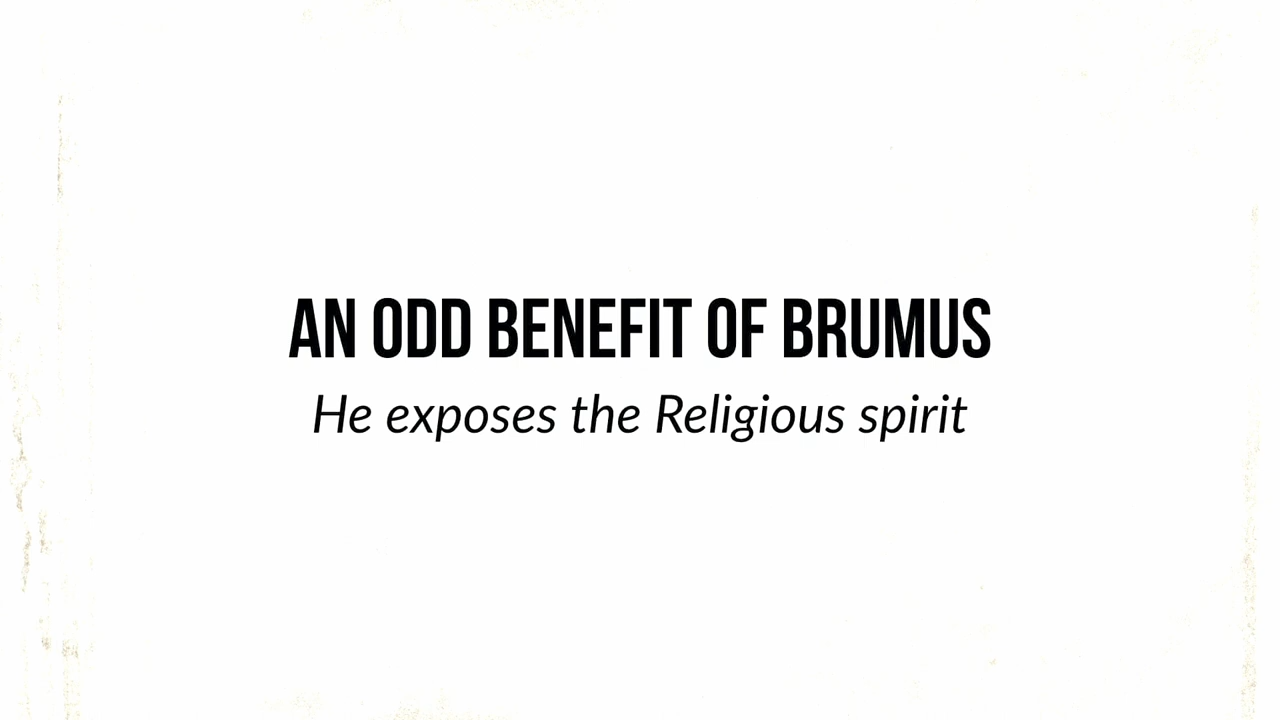 AN ODD BENEFIT OF BRUMUS
He exposes the Religious spirit